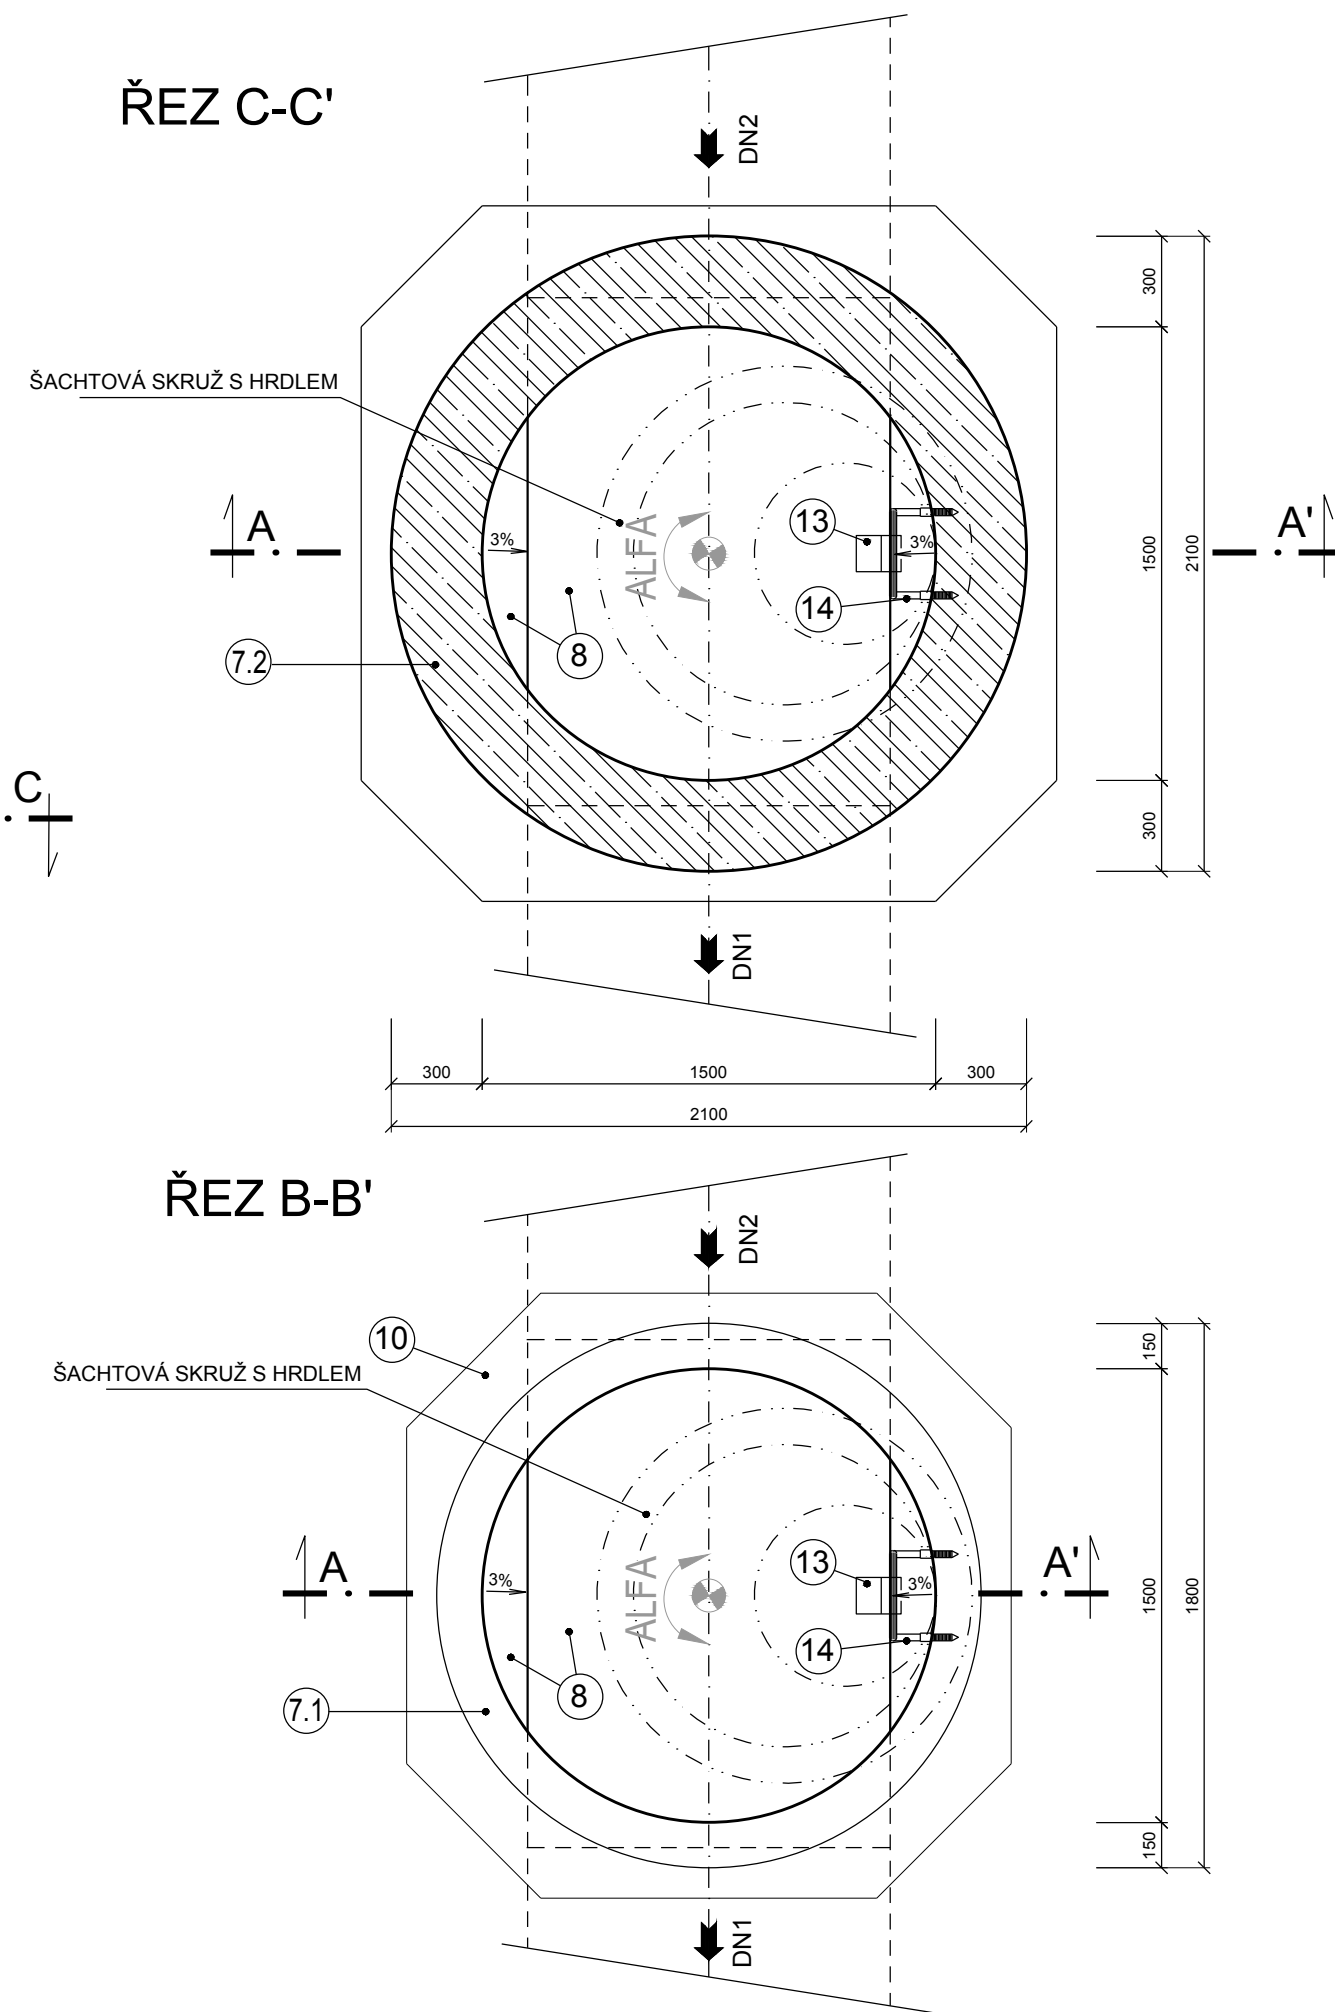 ŘEZ C-C'
DN2
300
ŠACHTOVÁ SKRUŽ S HRDLEM
A
ALFA
13
A'
3%
3%
1500
2100
14
8
7.2
C
300
DN1
300
1500
300
2100
ŘEZ B-B'
DN2
10
150
ŠACHTOVÁ SKRUŽ S HRDLEM
A
ALFA
13
A'
3%
3%
1500
1800
14
8
7.1
150
DN1